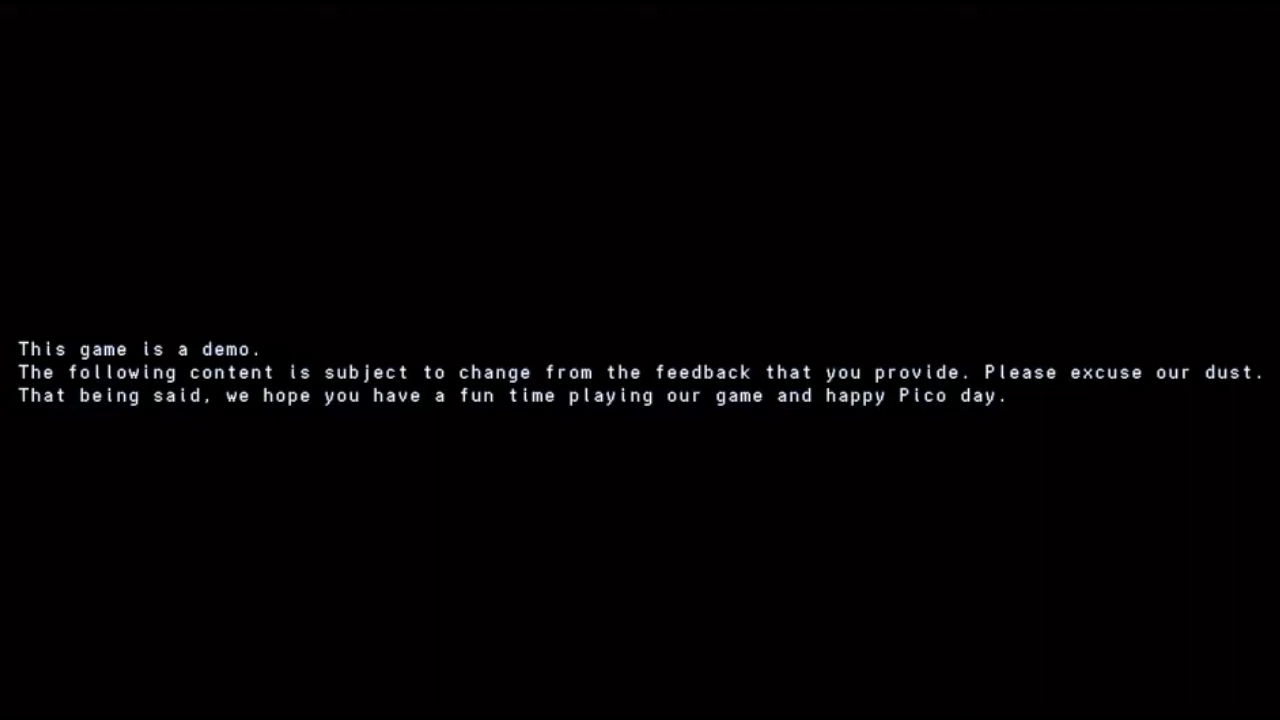 This game is a demo.
The following content is subject to change from the feedback that you provide. Please excuse our dust.
That being said, we hope you have a fun time playing our game and happy Pico day.